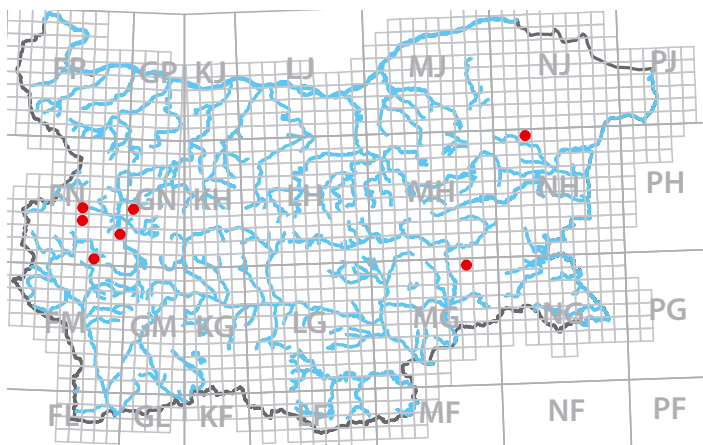 FP GP KJ LJ MJ NJ PJ
FN GN KH LH MH NH PH
FM GM KG LG MG NG PG
FL GL KF LF MF NF PF